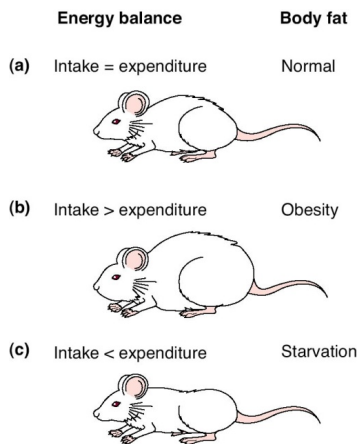 Energy balance Body fat
(a) Intake = expenditure Normal
(b) Intake > expenditure Obesity
(c) Intake < expenditure Starvation